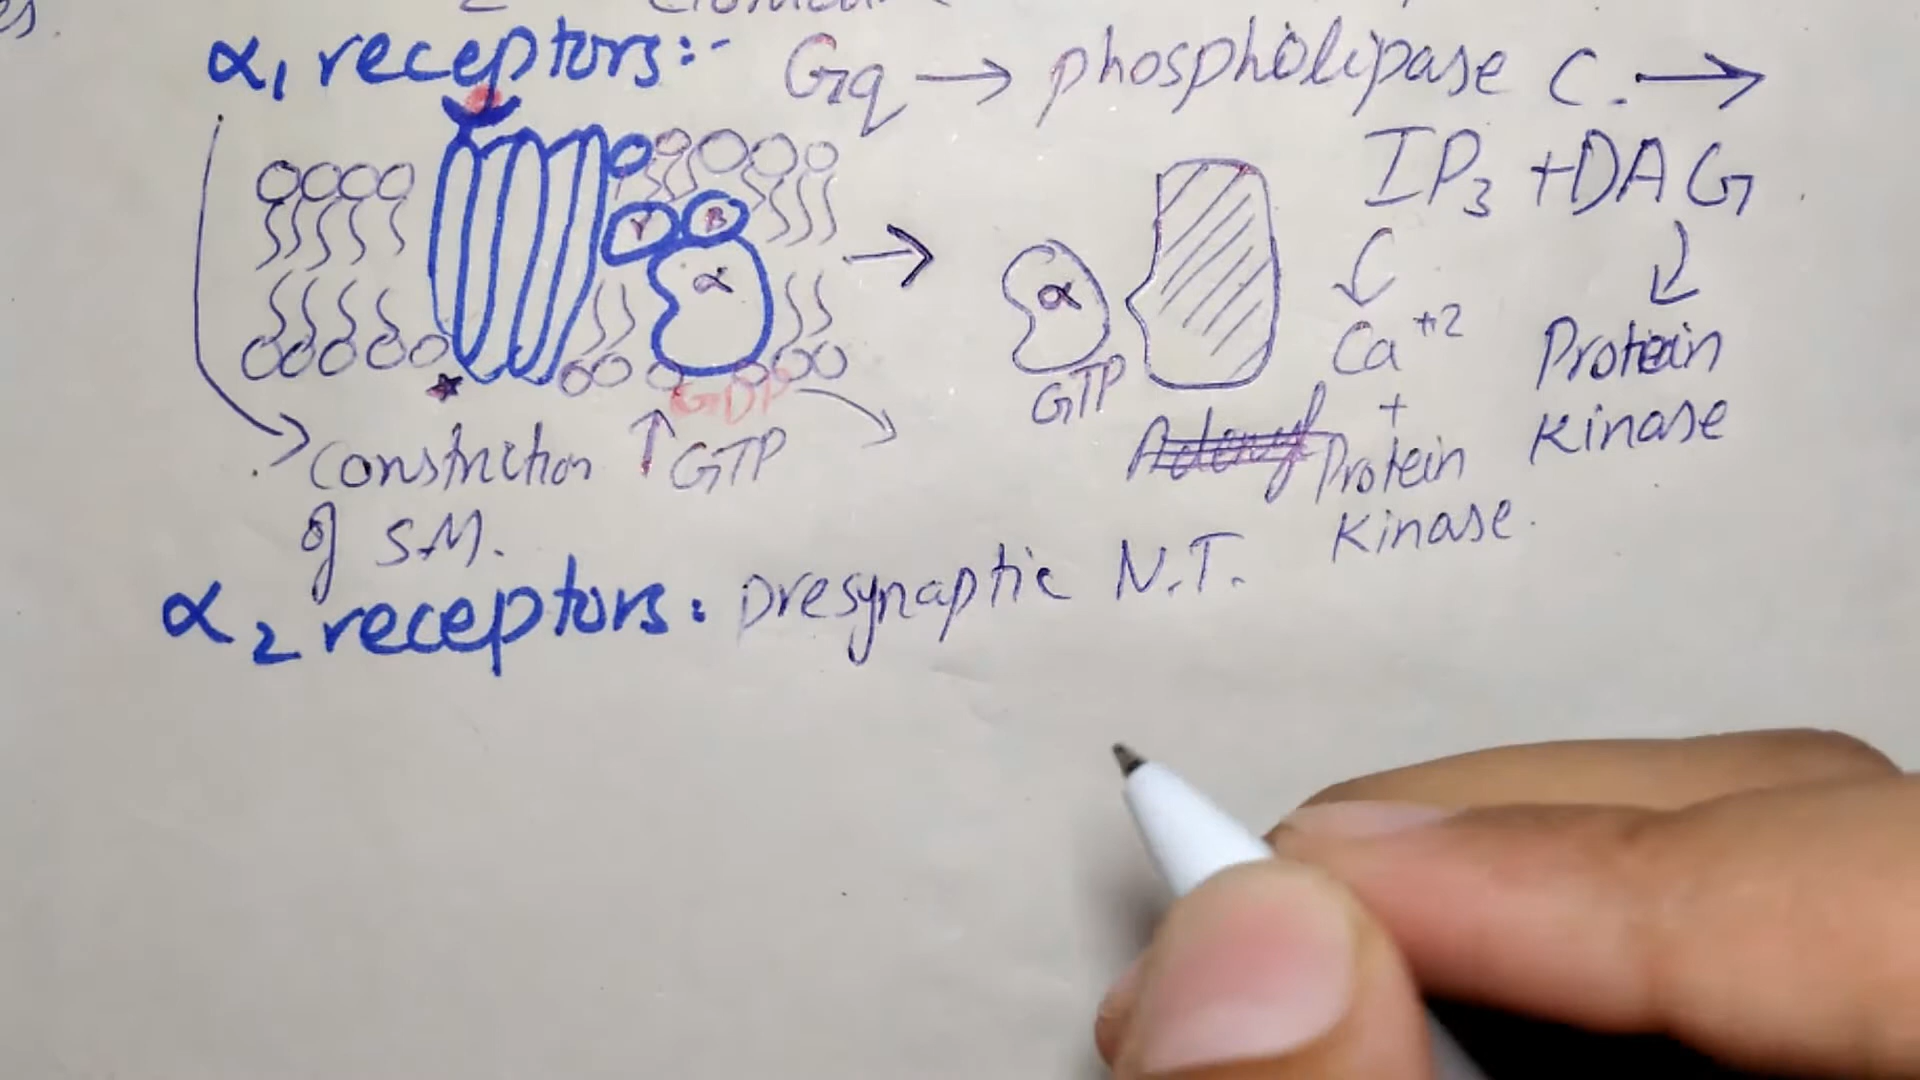 α1 receptors:- Gq → phospholipase C. →
IP3 + DAG
γ β
α
α
Ca+2
Protein
GDP
GTP
+
Kinase
Constriction ↑ GTP
Protein
of S.M.
Kinase.
α2 receptors: Presynaptic N.T.